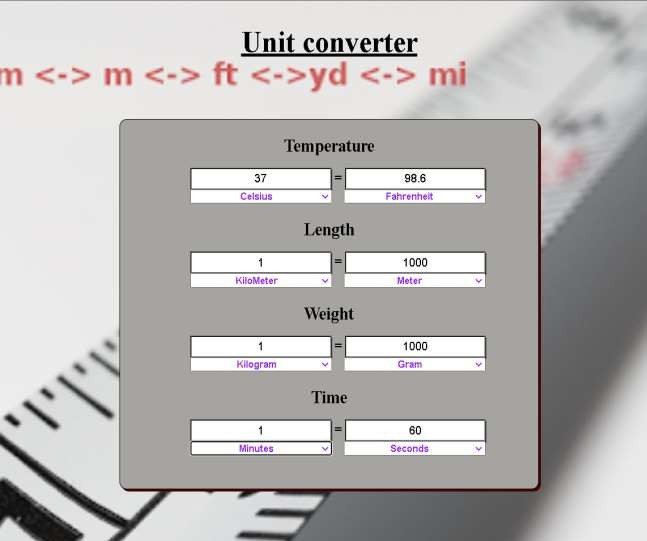 Unit converter
m <-> m <-> ft <->yd <-> mi
Temperature
37 = 98.6
Celsius Fahrenheit
Length
1 = 1000
KiloMeter Meter
Weight
1 = 1000
Kilogram Gram
Time
1 = 60
Minutes Seconds